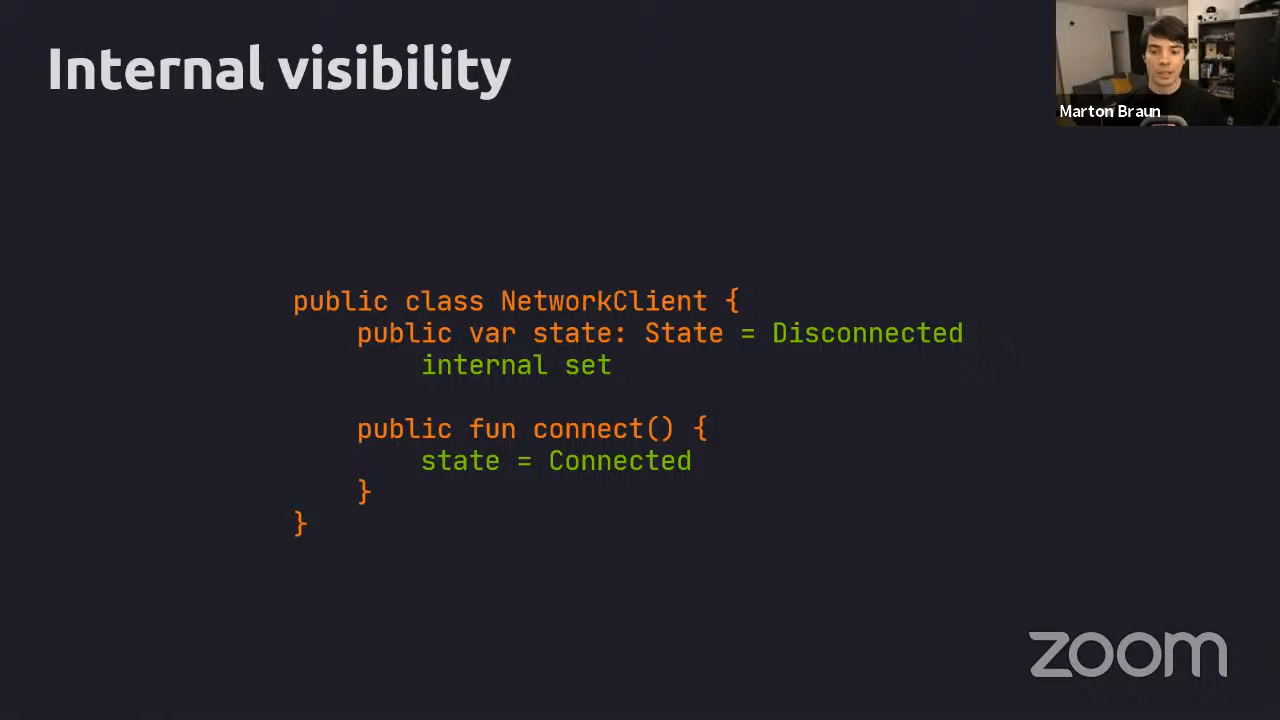 Internal visibility
Marton Braun
public class NetworkClient {
    public var state: State = Disconnected
        internal set
    public fun connect() {
        state = Connected
    }
}
zoom